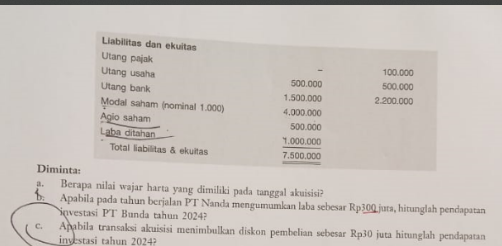 Liabilitas dan ekuitas
Utang pajak - 100.000
Utang usaha 500.000 500.000
Utang bank 1.500.000 2.200.000
Modal saham (nominal 1.000) 4.000.000
Agio saham 500.000
Laba ditahan 1.000.000
Total liabilitas & ekuitas 7.500.000
Diminta:
a. Berapa nilai wajar harta yang dimiliki pada tanggal akuisisi?
b. Apabila pada tahun berjalan PT Nanda mengumumkan laba sebesar Rp300 juta, hitunglah pendapatan
investasi PT Bunda tahun 2024?
c. Apabila transaksi akuisisi menimbulkan diskon pembelian sebesar Rp30 juta hitunglah pendapatan
investasi tahun 2024?